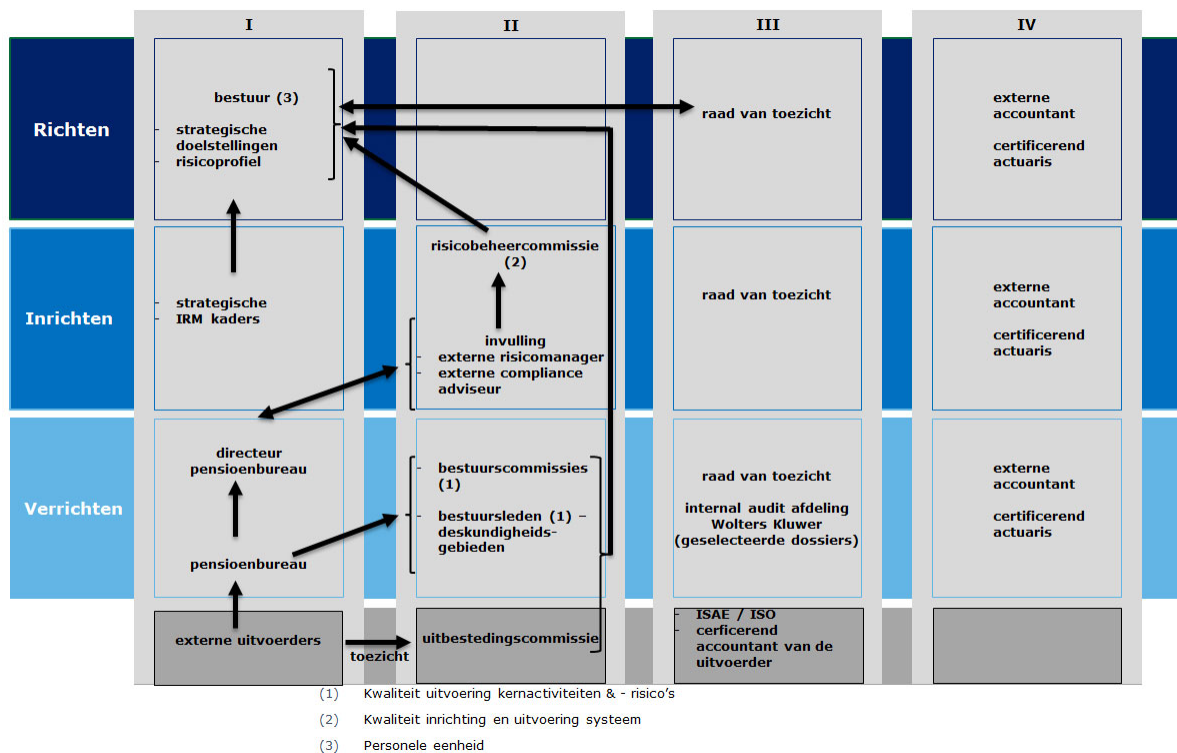 I
II
III
IV
Richten
bestuur (3)
- strategische
doelstellingen
- risicoprofiel
raad van toezicht
externe
accountant
certificerend
actuaris
Inrichten
- strategische
- IRM kaders
risicobeheercommissie
(2)
invulling
- externe risicomanager
- externe compliance
adviseur
raad van toezicht
externe
accountant
certificerend
actuaris
Verrichten
directeur
pensioenbureau
pensioenbureau
- bestuurscommissies
(1)
- bestuursleden (1) –
deskundigheids-
gebieden
raad van toezicht
internal audit afdeling
Wolters Kluwer
(geselecteerde dossiers)
externe
accountant
certificerend
actuaris
externe uitvoerders
toezicht
uitbestedingscommissie
- ISAE / ISO
- cerficerend
accountant van de
uitvoerder
(1) Kwaliteit uitvoering kernactiviteiten & - risico’s
(2) Kwaliteit inrichting en uitvoering systeem
(3) Personele eenheid